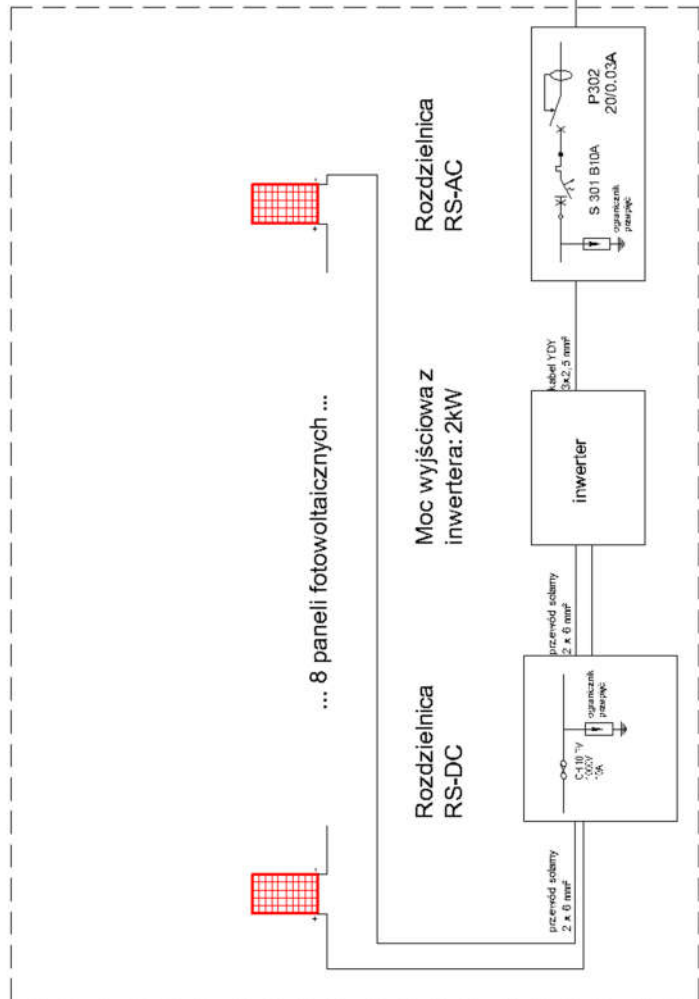 ... 8 paneli fotowoltaicznych ...
+
-
+
-
Rozdzielnica
RS-DC
Moc wyjściowa z
inwertera: 2kW
Rozdzielnica
RS-AC
przewód solarny
2 x 6 mm²
1000V
10A
ogranicznik
przepięć
przewód solarny
2 x 6 mm²
inwerter
kabel YDY
3x2,5 mm²
S 301 B10A
ogranicznik
przepięć
P302
20/0.03A